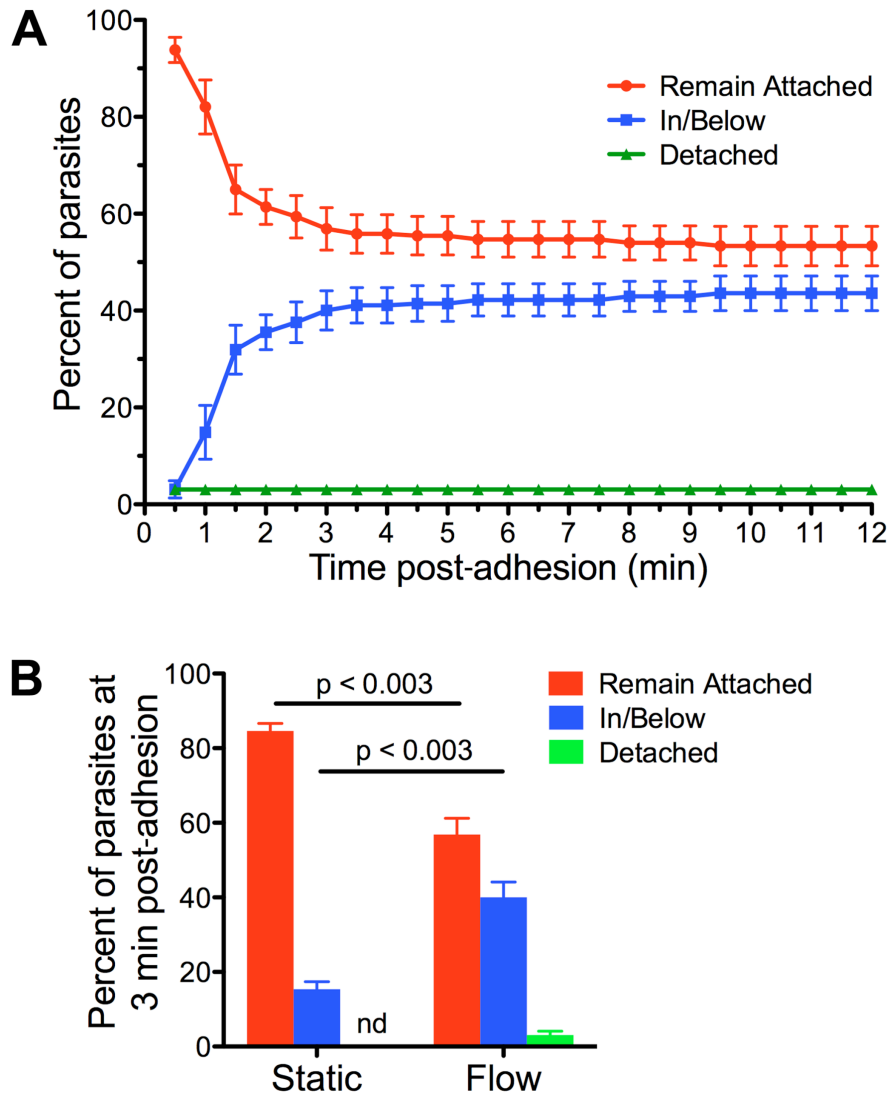 A
Percent of parasites
100
80
60
40
20
0
Remain Attached
In/Below
Detached
0 1 2 3 4 5 6 7 8 9 10 11 12
Time post-adhesion (min)
B
Percent of parasites at
3 min post-adhesion
100
80
60
40
20
0
p < 0.003
p < 0.003
nd
Remain Attached
In/Below
Detached
Static Flow